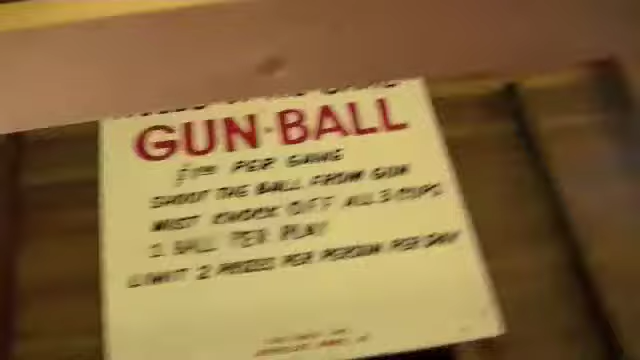 GUN-BALL
PER GAME
SHOOT THE BALL FROM GUN
MUST KNOCK OFF ALL 3 CUPS
1 BALL PER PLAY
LIMIT 2 PRIZES PER PERSON PER DAY